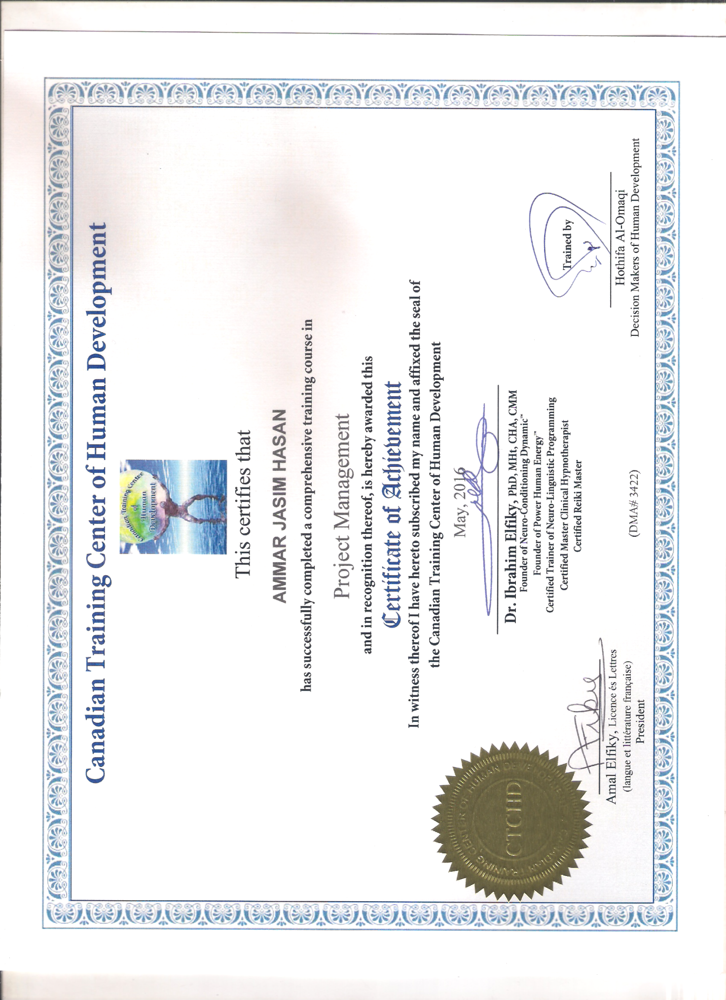 Canadian Training Center of Human Development
Canadian Training Center
of
Human
Development
This certifies that
AMMAR JASIM HASAN
has successfully completed a comprehensive training course in
Project Management
and in recognition thereof, is hereby awarded this
Certificate of Achievement
In witness thereof I have hereto subscribed my name and affixed the seal of
the Canadian Training Center of Human Development
May, 2016
Dr. Ibrahim Elfiky, PhD, MHt, CHA, CMM
Founder of Neuro-Conditioning Dynamic™
Founder of Power Human Energy™
Certified Trainer of Neuro-Linguistic Programming
Certified Master Clinical Hypnotherapist
Certified Reiki Master
(DMA# 3422)
CANADIAN TRAINING CENTER OF HUMAN DEVELOPMENT
CTCHD
Amal Elfiky, Licence és Lettres
(langue et littérature française)
President
Trained by
Hothifa Al-Omaqi
Decision Makers of Human Development